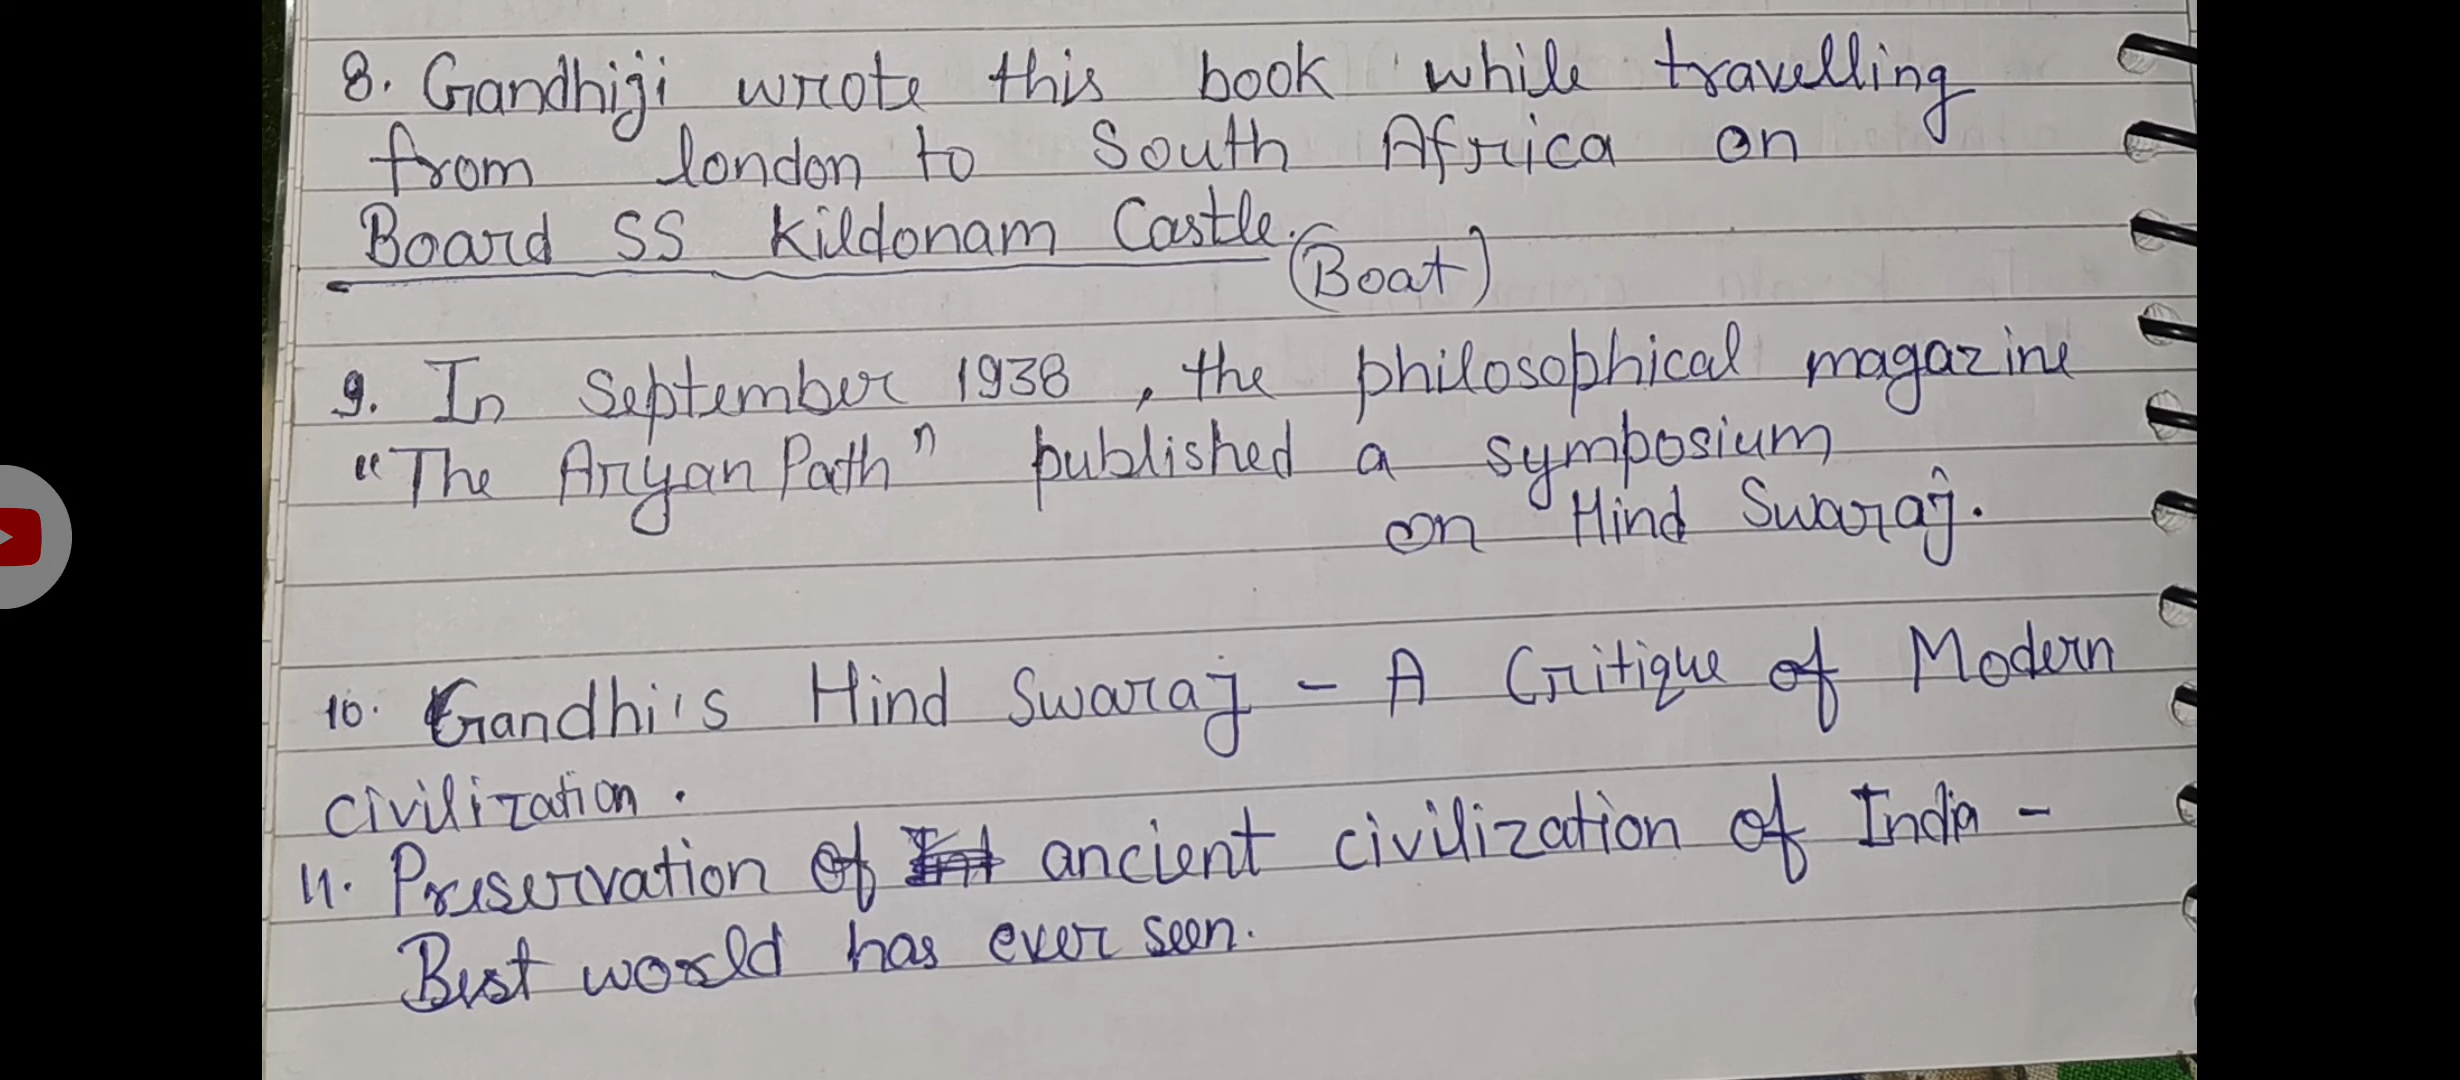 8. Gandhiji wrote this book while travelling
from london to South Africa on
Board SS Kildonam Castle.
(Boat)
9. In September 1938, the philosophical magazine
"The Aryan Path" published a symposium
on Hind Swaraj.
10. Gandhi's Hind Swaraj - A Critique of Modern
civilization.
11. Preservation of ancient civilization of India -
Best world has ever seen.